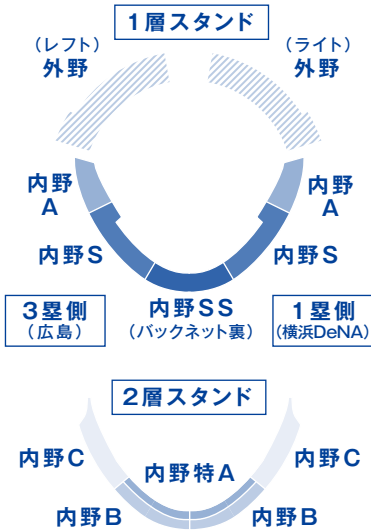 1層スタンド
(レフト)
外野
(ライト)
外野
内野
A
内野
A
内野S
内野S
3塁側
(広島)
内野SS
(バックネット裏)
1塁側
(横浜DeNA)
2層スタンド
内野C
内野特A
内野C
内野B
内野B